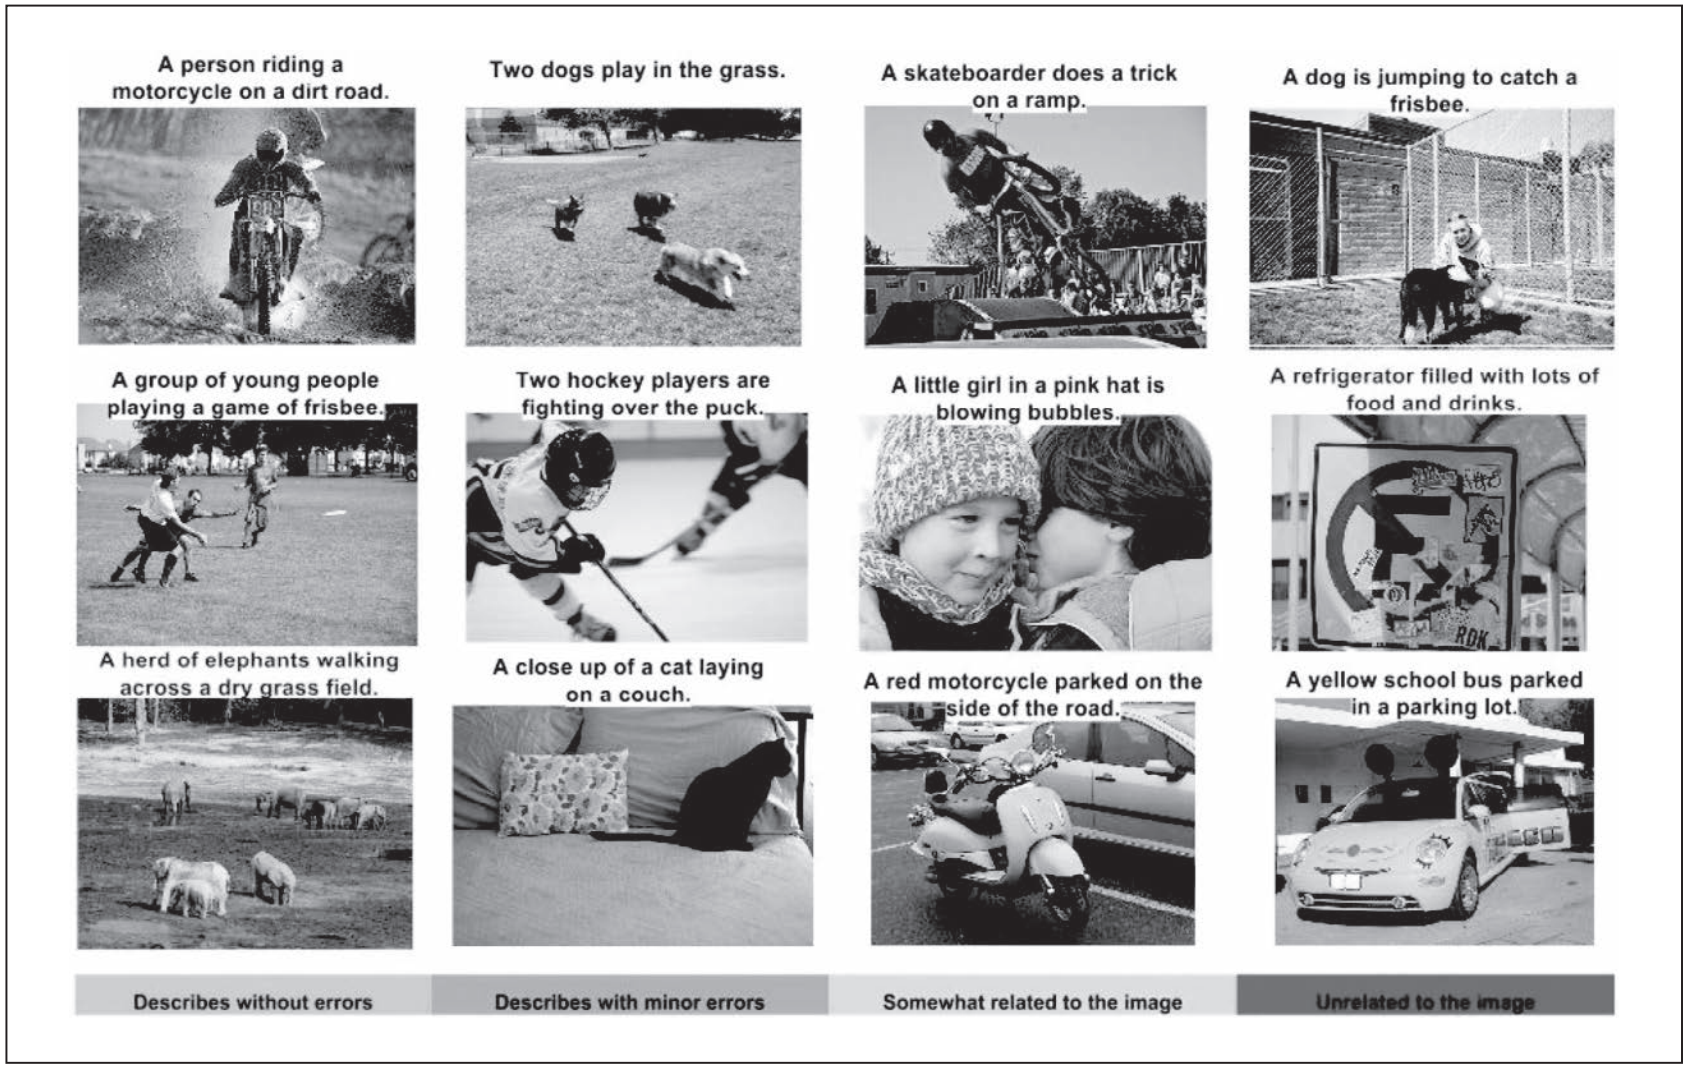 A person riding a
motorcycle on a dirt road.
Two dogs play in the grass.
A skateboarder does a trick
on a ramp.
A dog is jumping to catch a
frisbee.
A group of young people
playing a game of frisbee.
Two hockey players are
fighting over the puck.
A little girl in a pink hat is
blowing bubbles.
A refrigerator filled with lots of
food and drinks.
RDK
A herd of elephants walking
across a dry grass field.
A close up of a cat laying
on a couch.
A red motorcycle parked on the
side of the road.
A yellow school bus parked
in a parking lot.
Describes without errors
Describes with minor errors
Somewhat related to the image
Unrelated to the image